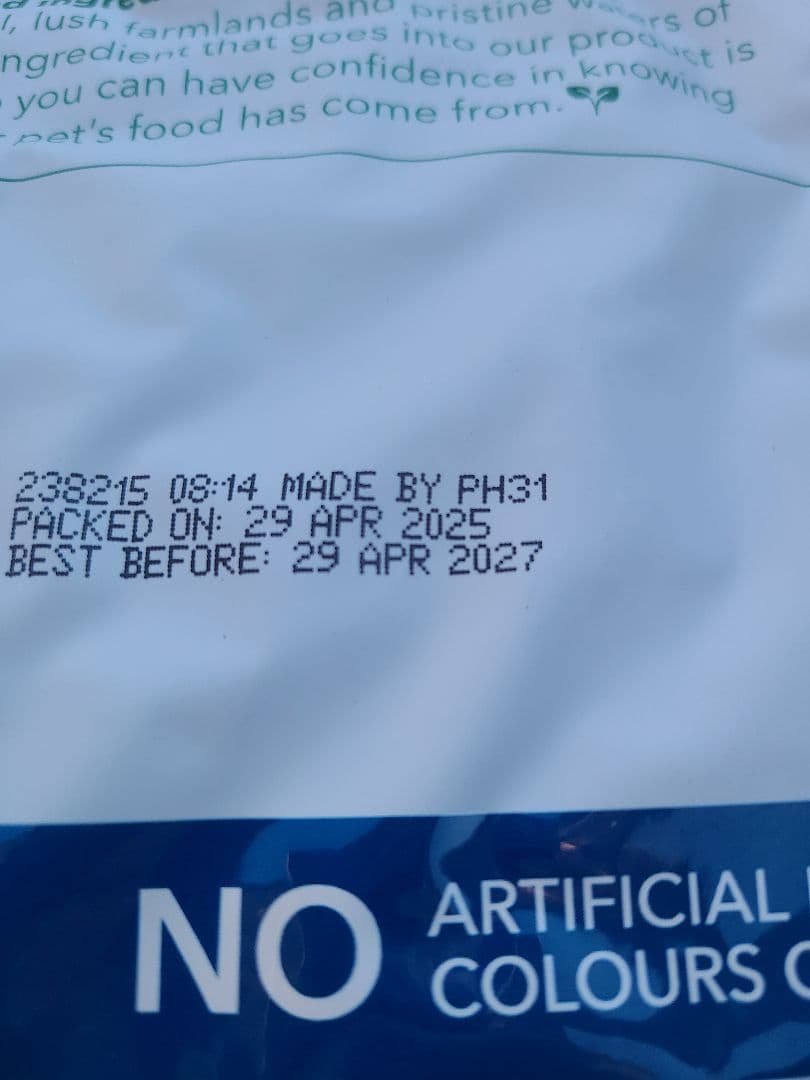 lush farmlands and pristine waters of
ngredient that goes into our product is
you can have confidence in knowing
pet's food has come from.
238215 08:14 MADE BY PH31
PACKED ON: 29 APR 2025
BEST BEFORE: 29 APR 2027
NO ARTIFICIAL
COLOURS